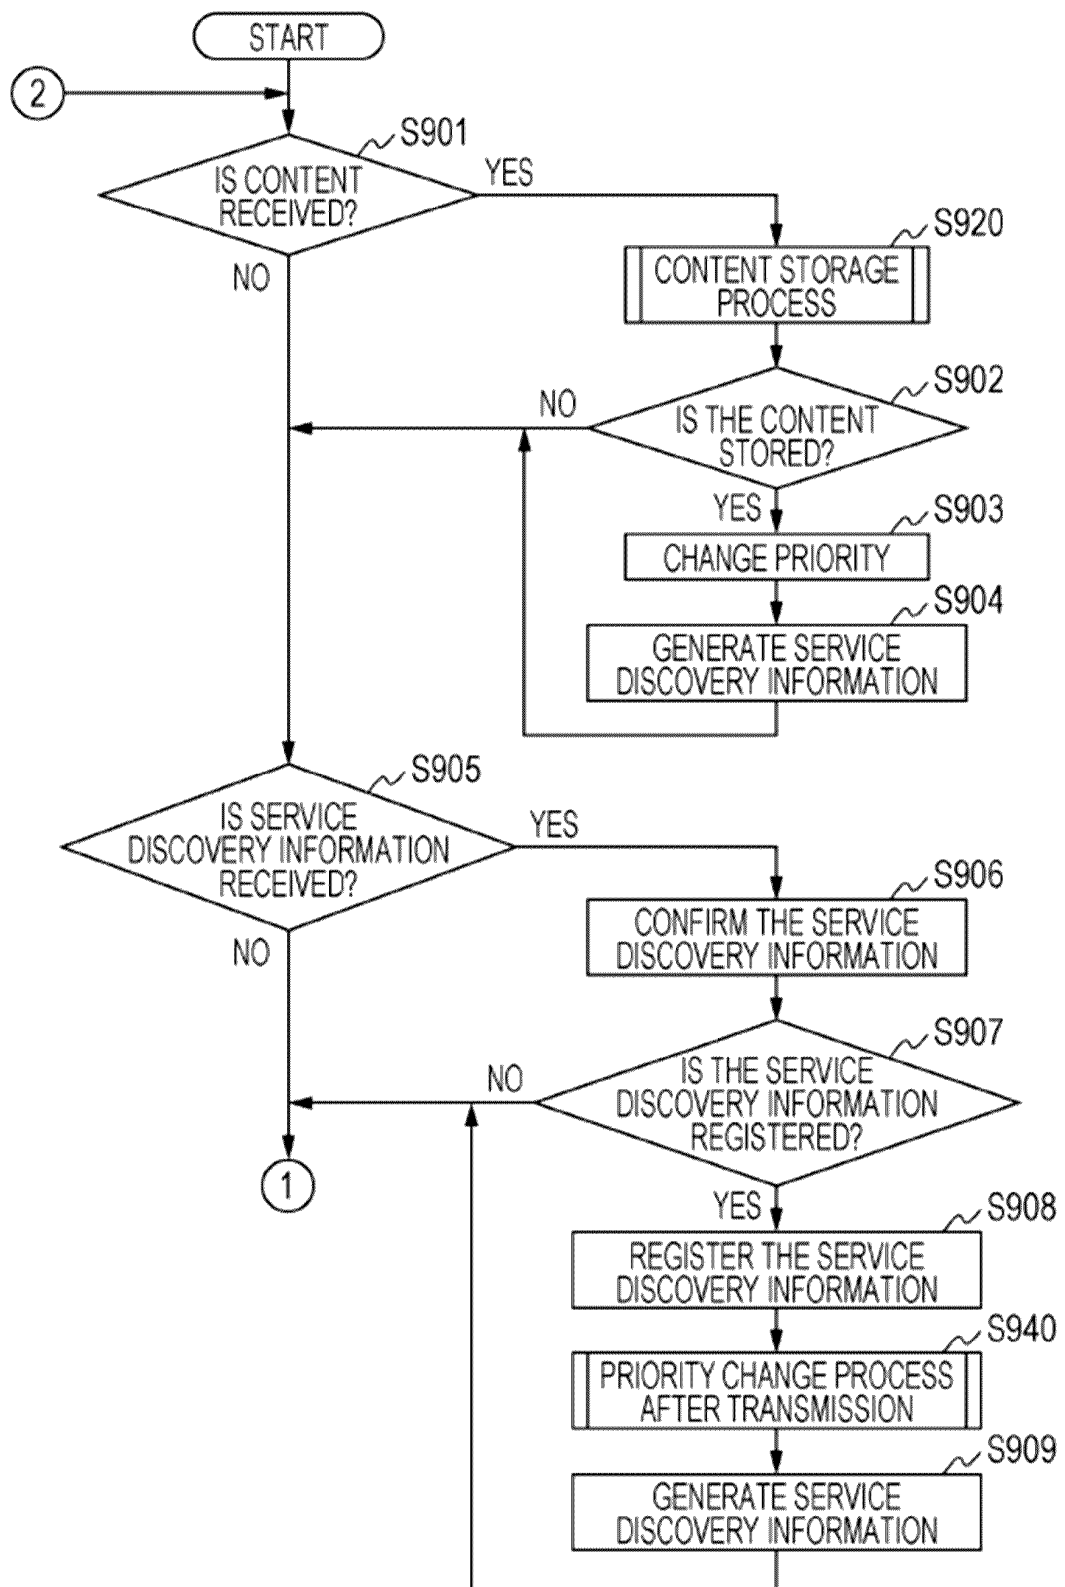 START
2
S901
IS CONTENT
RECEIVED?
YES
NO
S920
CONTENT STORAGE
PROCESS
S902
IS THE CONTENT
STORED?
NO
YES
S903
CHANGE PRIORITY
S904
GENERATE SERVICE
DISCOVERY INFORMATION
S905
IS SERVICE
DISCOVERY INFORMATION
RECEIVED?
YES
NO
S906
CONFIRM THE SERVICE
DISCOVERY INFORMATION
S907
IS THE SERVICE
DISCOVERY INFORMATION
REGISTERED?
NO
1
YES
S908
REGISTER THE SERVICE
DISCOVERY INFORMATION
S940
PRIORITY CHANGE PROCESS
AFTER TRANSMISSION
S909
GENERATE SERVICE
DISCOVERY INFORMATION